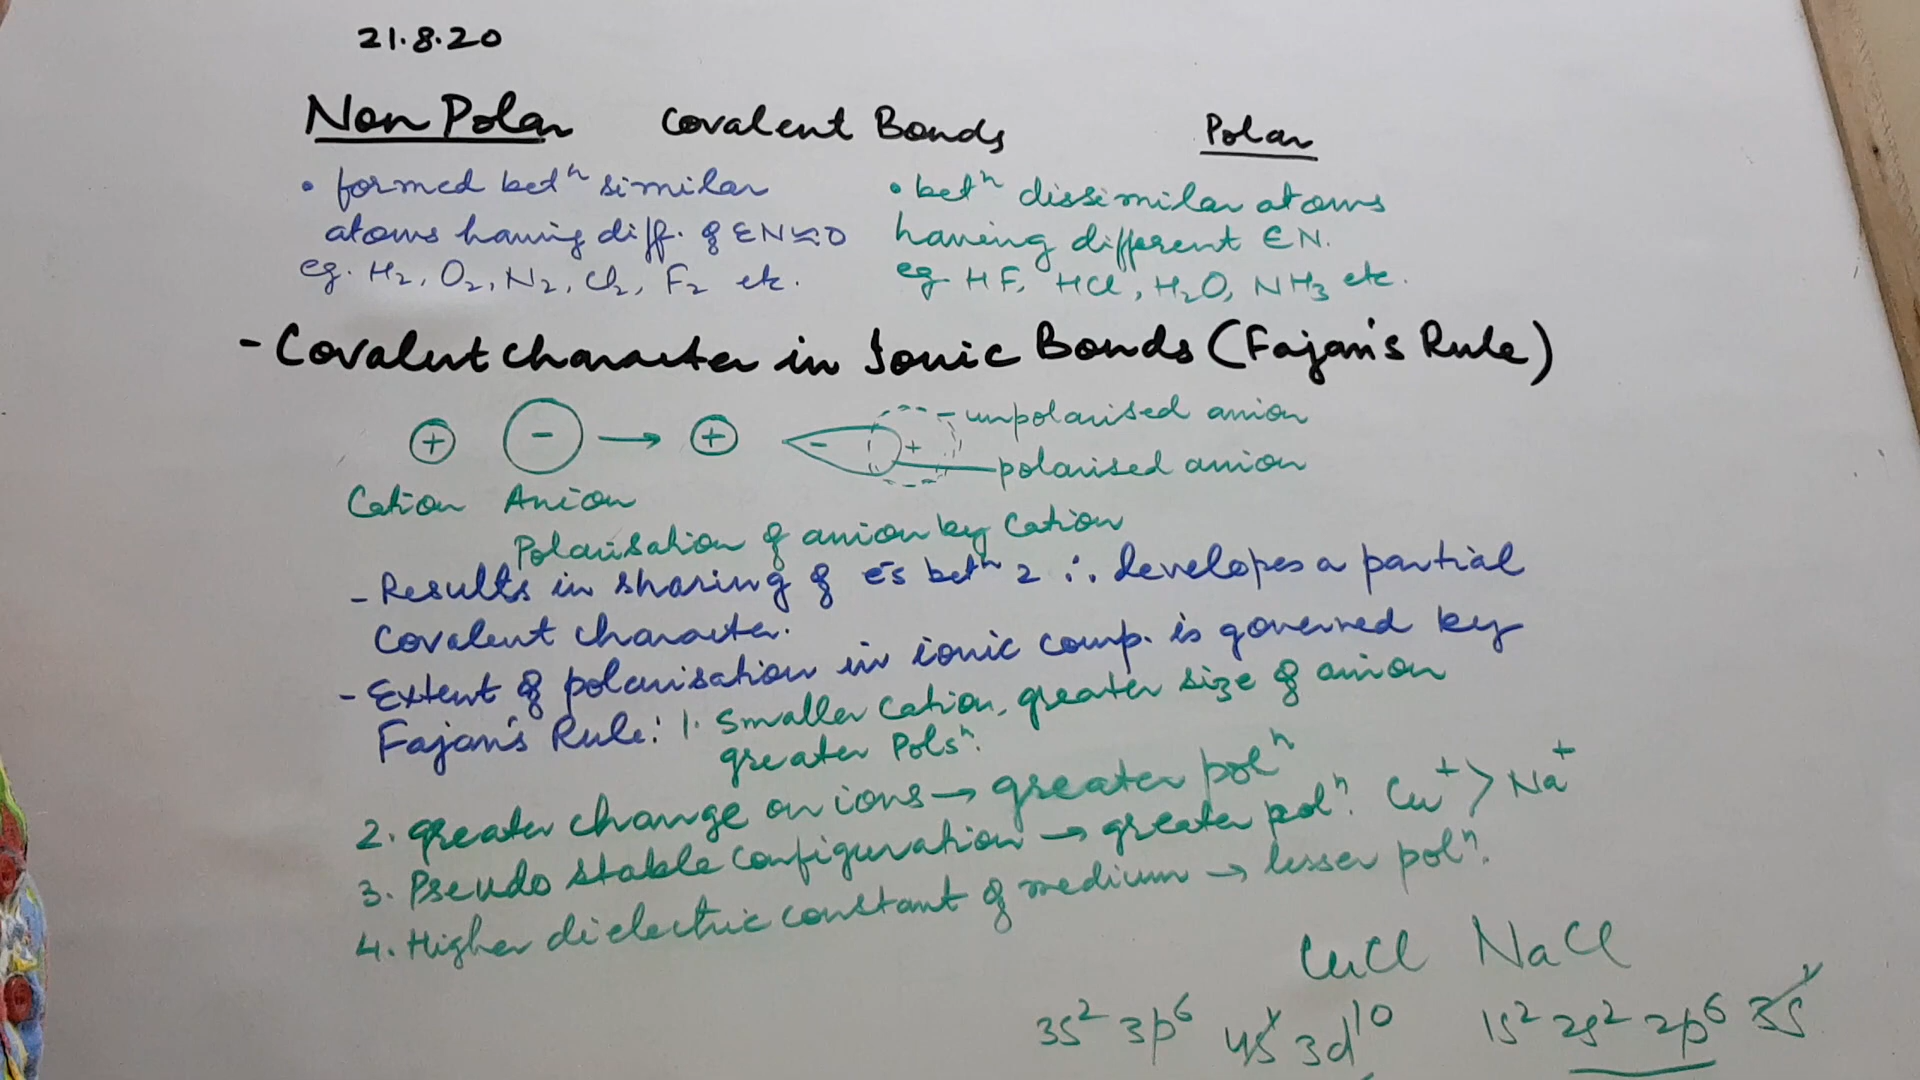 21.8.20
Non Polar Covalent Bonds Polar
• formed betⁿ similar
atoms having diff. of EN≈0
eg. H₂, O₂, N₂, Cl₂, F₂ etc.
• betⁿ dissimilar atoms
having different EN.
eg HF, HCl, H₂O, NH₃ etc.
- Covalent character in Ionic Bonds (Fajan's Rule)
+ - → + - +
unpolarised anion
polarised anion
Cation Anion
Polarisation of anion by Cation
- Results in sharing of e⁻s betⁿ 2 ∴ developes a partial
covalent character.
- Extent of polarisation in ionic comp. is governed by
Fajan's Rule: 1. Smaller Cation, greater size of anion
greater Polsⁿ.
2. greater charge on ions → greater polⁿ
3. Pseudo stable configuration → greater polⁿ. Cu⁺ > Na⁺
4. Higher dielectric constant of medium → lesser polⁿ.
CuCl NaCl
3s² 3p⁶ 4s¹ 3d¹⁰ 1s² 2s² 2p⁶ 3s¹